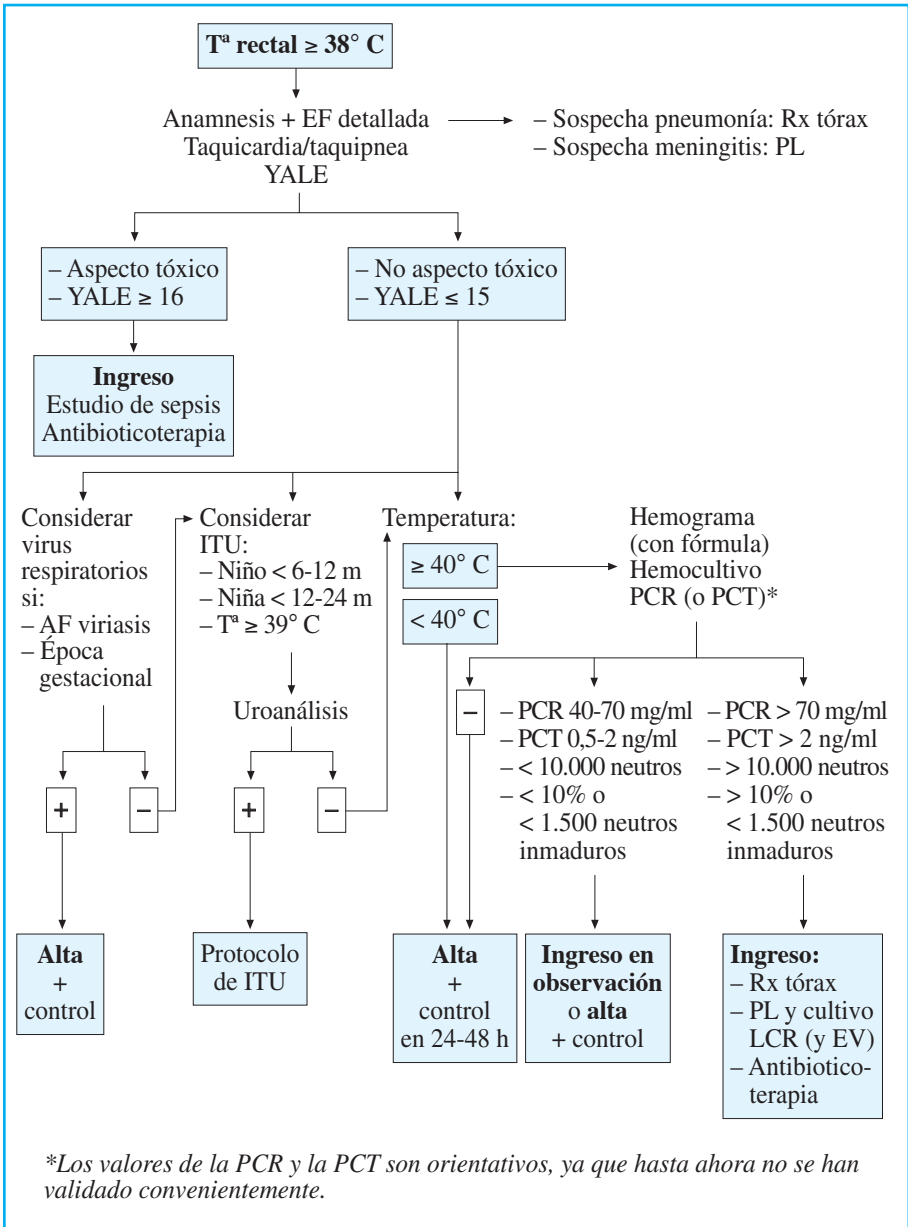 Tª rectal ≥ 38° C
Anamnesis + EF detallada
Taquicardia/taquipnea
YALE
– Sospecha pneumonía: Rx tórax
– Sospecha meningitis: PL
– Aspecto tóxico
– YALE ≥ 16
– No aspecto tóxico
– YALE ≤ 15
Ingreso
Estudio de sepsis
Antibioticoterapia
Considerar
virus
respiratorios
si:
– AF viriasis
– Época
gestacional
+
–
Alta
+
control
Considerar
ITU:
– Niño < 6-12 m
– Niña < 12-24 m
– Tª ≥ 39° C
Uroanálisis
+
–
Protocolo
de ITU
Temperatura:
≥ 40° C
< 40° C
Hemograma
(con fórmula)
Hemocultivo
PCR (o PCT)*
–
– PCR 40-70 mg/ml
– PCT 0,5-2 ng/ml
– < 10.000 neutros
– < 10% o
< 1.500 neutros
inmaduros
– PCR > 70 mg/ml
– PCT > 2 ng/ml
– > 10.000 neutros
– > 10% o
< 1.500 neutros
inmaduros
Alta
+
control
en 24-48 h
Ingreso en
observación
o alta
+ control
Ingreso:
– Rx tórax
– PL y cultivo
LCR (y EV)
– Antibiotico-
terapia
*Los valores de la PCR y la PCT son orientativos, ya que hasta ahora no se han
validado convenientemente.